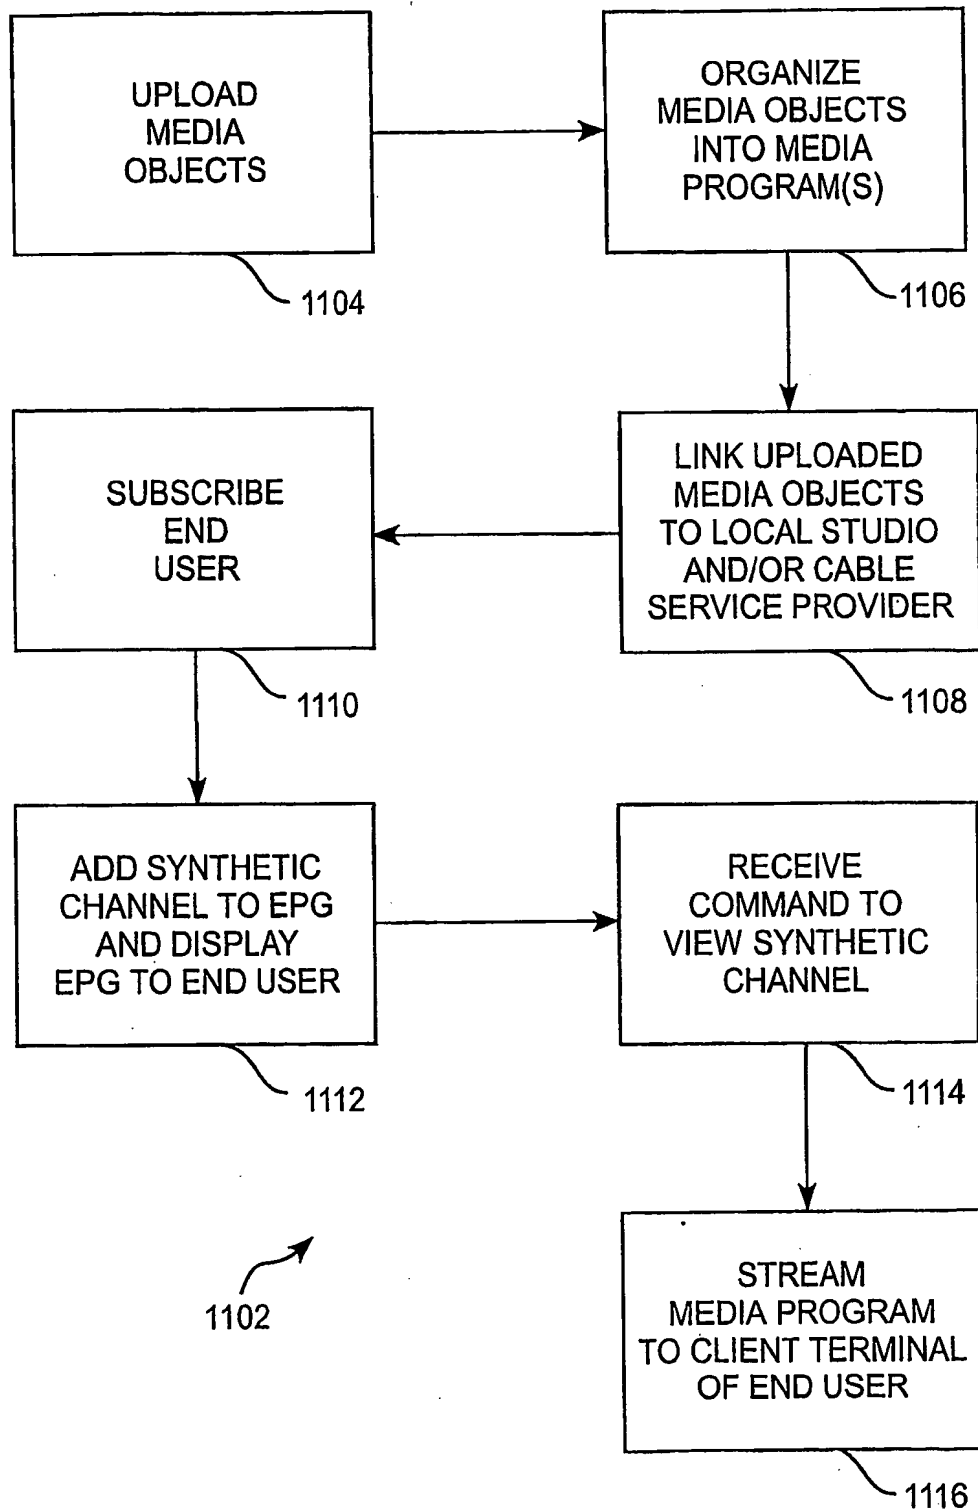 UPLOAD
MEDIA
OBJECTS
1104
ORGANIZE
MEDIA OBJECTS
INTO MEDIA
PROGRAM(S)
1106
LINK UPLOADED
MEDIA OBJECTS
TO LOCAL STUDIO
AND/OR CABLE
SERVICE PROVIDER
1108
SUBSCRIBE
END
USER
1110
ADD SYNTHETIC
CHANNEL TO EPG
AND DISPLAY
EPG TO END USER
1112
RECEIVE
COMMAND TO
VIEW SYNTHETIC
CHANNEL
1114
STREAM
MEDIA PROGRAM
TO CLIENT TERMINAL
OF END USER
1116
1102